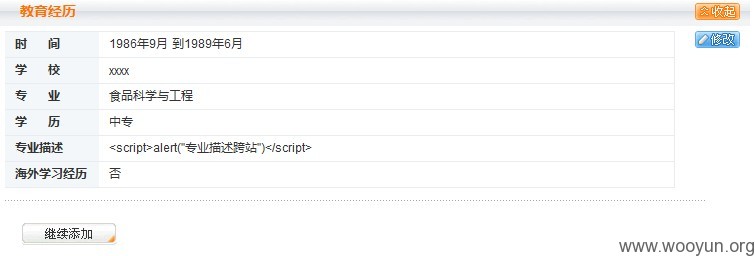 教育经历 收起
时 间 1986年9月 到1989年6月 修改
学 校 xxxx
专 业 食品科学与工程
学 历 中专
专业描述 <script>alert("专业描述跨站")</script>
海外学习经历 否
继续添加
www.wooyun.org